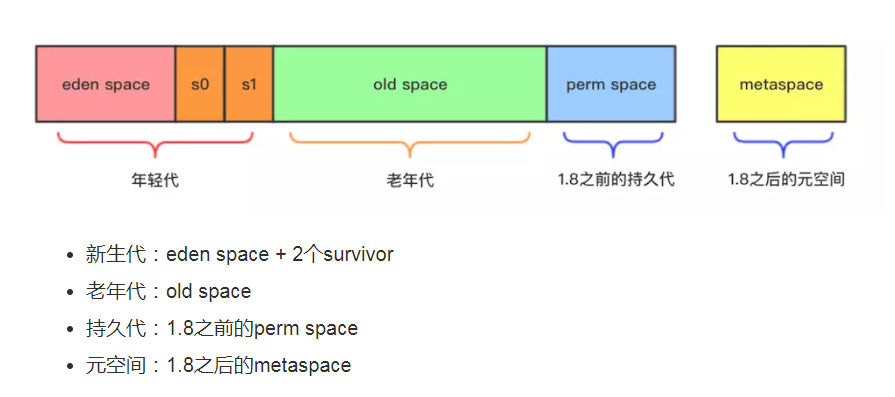 eden space s0 s1 old space perm space metaspace
年轻代 老年代 1.8之前的持久代 1.8之后的元空间
• 新生代：eden space + 2个survivor
• 老年代：old space
• 持久代：1.8之前的perm space
• 元空间：1.8之后的metaspace